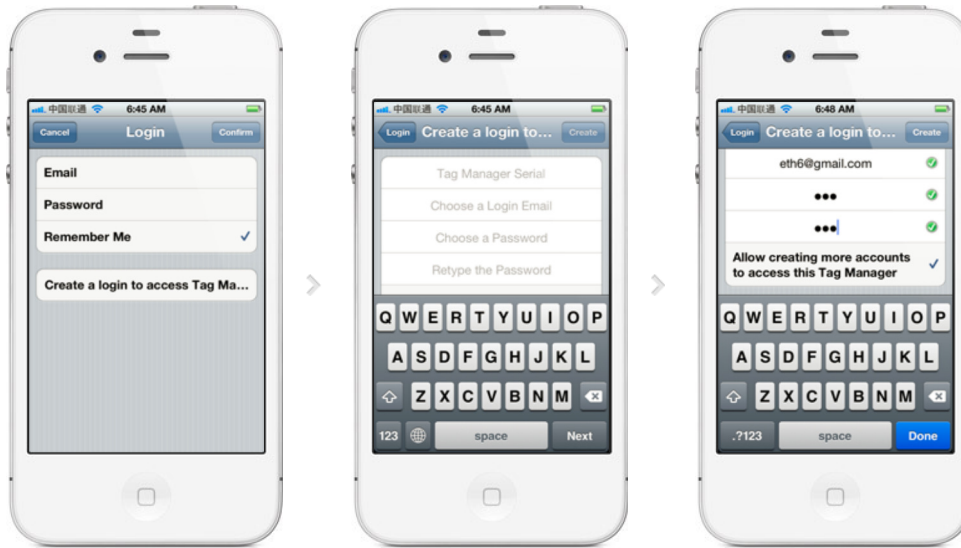 中国联通 6:45 AM
Cancel Login Confirm
Email
Password
Remember Me
Create a login to access Tag Ma...
中国联通 6:45 AM
Login Create a login to... Create
Tag Manager Serial
Choose a Login Email
Choose a Password
Retype the Password
Q W E R T Y U I O P
A S D F G H J K L
Z X C V B N M
123 space Next
中国联通 6:48 AM
Login Create a login to... Create
eth6@gmail.com
•••
•••
Allow creating more accounts
to access this Tag Manager
Q W E R T Y U I O P
A S D F G H J K L
Z X C V B N M
.?123 space Done